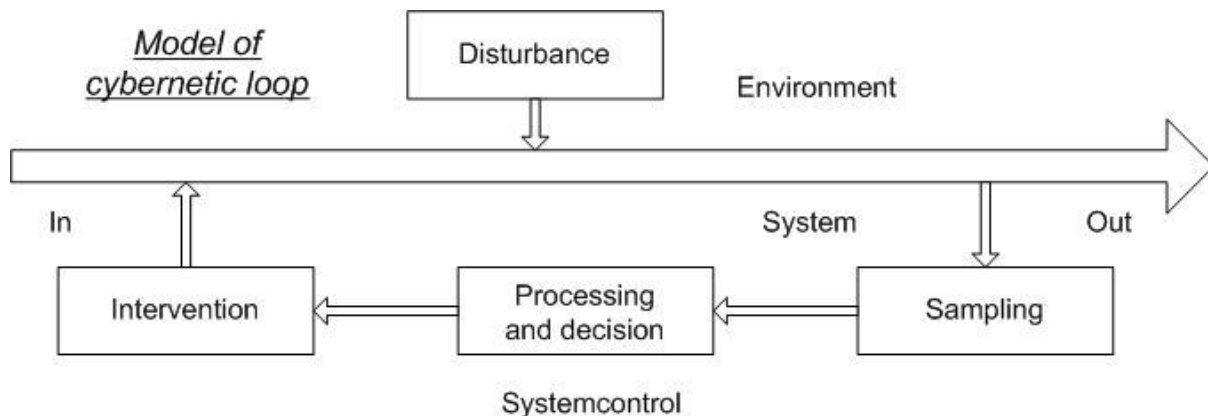 Model of
cybernetic loop
Disturbance
Environment
In
System
Out
Intervention
Processing
and decision
Sampling
Systemcontrol